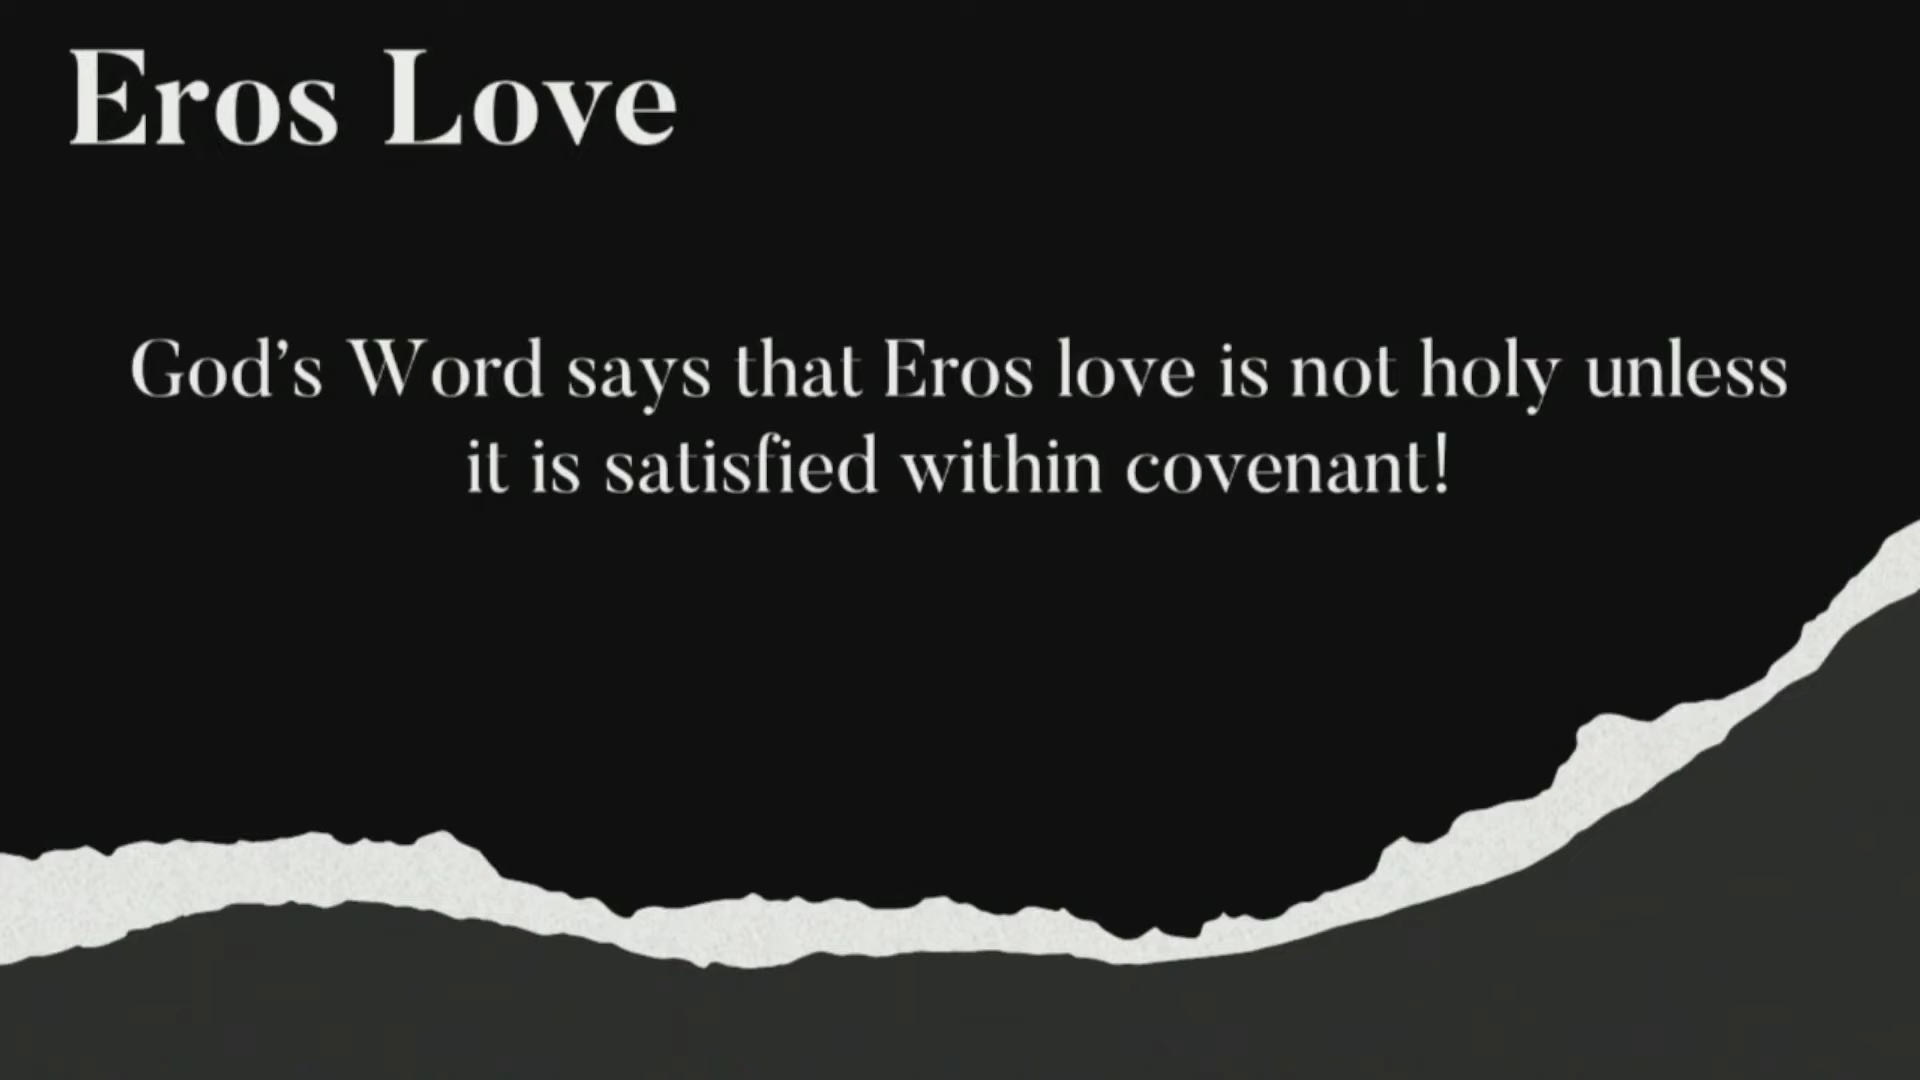 Eros Love
God’s Word says that Eros love is not holy unless
it is satisfied within covenant!